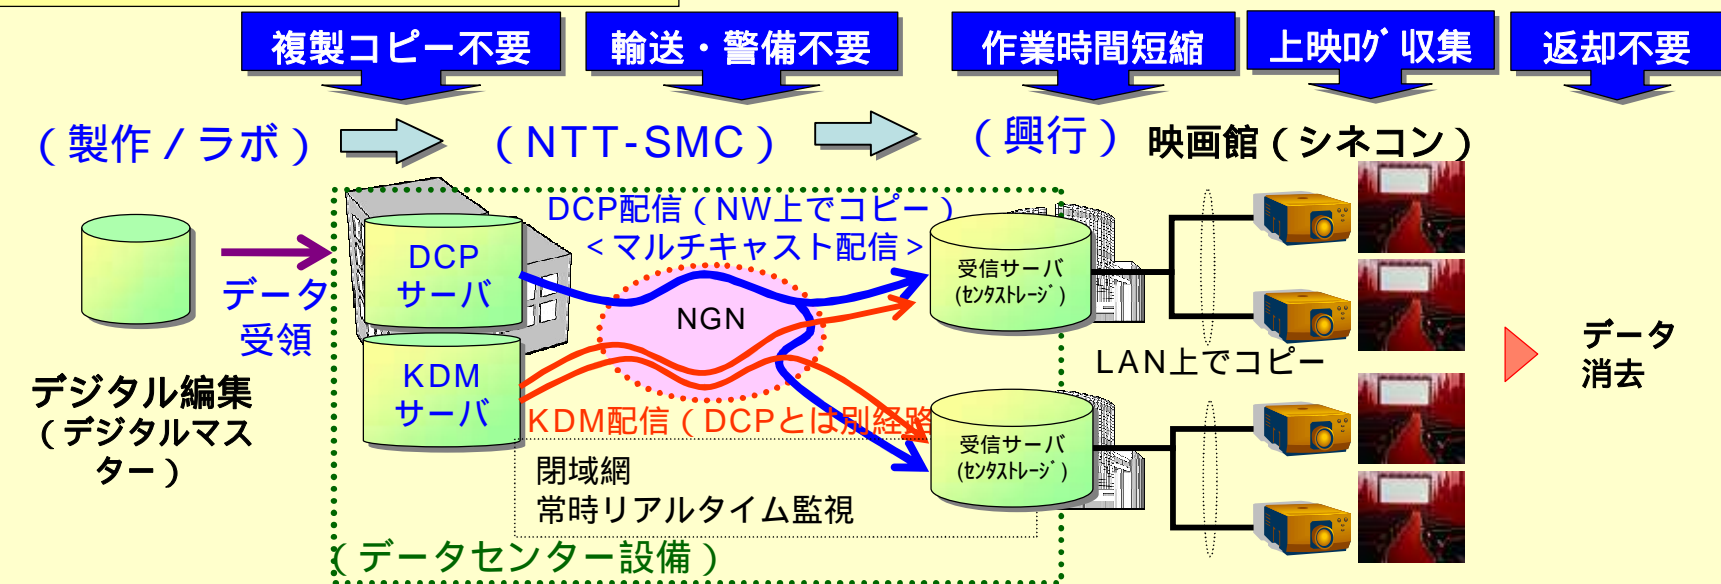 複製コピー不要
輸送・警備不要
作業時間短縮
上映ﾛｸﾞ収集
返却不要
（製作／ラボ）
（NTT-SMC）
（興行）
映画館（シネコン）
DCP配信（NW上でコピー）
＜マルチキャスト配信＞
DCP
サーバ
データ
受領
NGN
受信サーバ
(ｾﾝﾀｽﾄﾚｰｼﾞ)
LAN上でコピー
データ
消去
KDM
サーバ
デジタル編集
（デジタルマス
ター）
KDM配信（DCPとは別経路
受信サーバ
(ｾﾝﾀｽﾄﾚｰｼﾞ)
閉域網
常時リアルタイム監視
（データセンター設備）